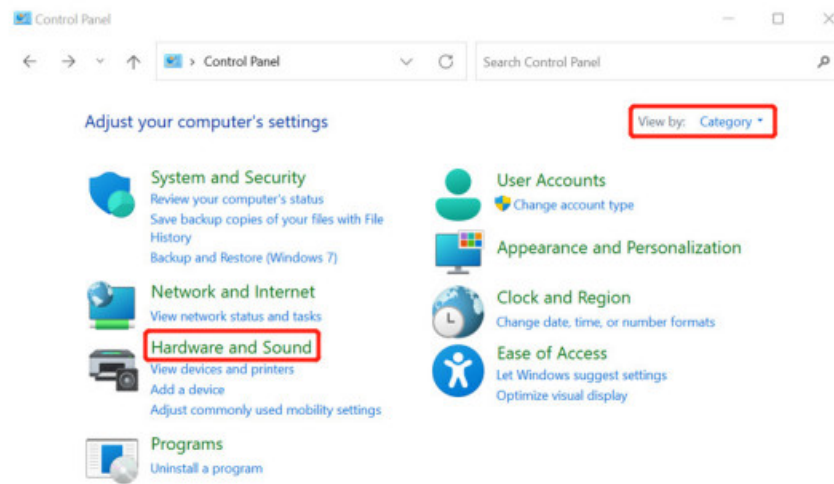 Control Panel
Control Panel
Search Control Panel
Adjust your computer's settings
View by: Category
System and Security
Review your computer's status
Save backup copies of your files with File
History
Backup and Restore (Windows 7)
Network and Internet
View network status and tasks
Hardware and Sound
View devices and printers
Add a device
Adjust commonly used mobility settings
Programs
Uninstall a program
User Accounts
Change account type
Appearance and Personalization
Clock and Region
Change date, time, or number formats
Ease of Access
Let Windows suggest settings
Optimize visual display